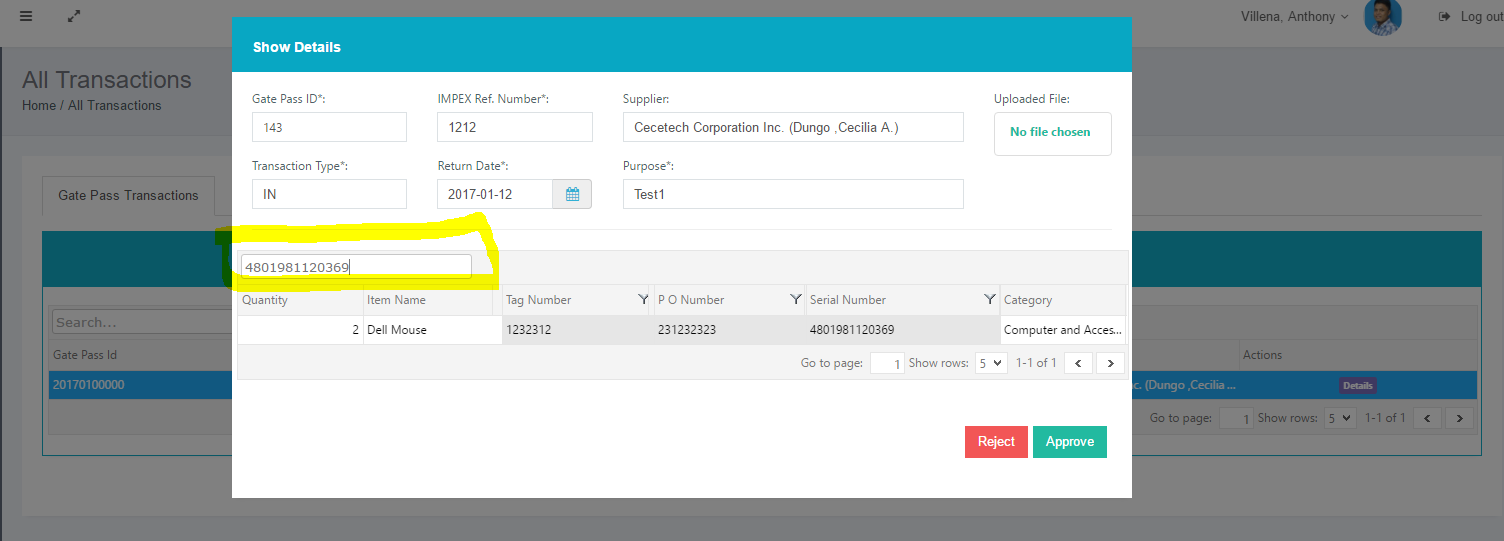 Villena, Anthony
Log out
Show Details
All Transactions
Home / All Transactions
Gate Pass ID*:
IMPEX Ref. Number*:
Supplier:
Uploaded File:
143
1212
Cecetech Corporation Inc. (Dungo ,Cecilia A.)
No file chosen
Transaction Type*:
Return Date*:
Purpose*:
IN
2017-01-12
Test1
Gate Pass Transactions
4801981120369
Quantity
Item Name
Tag Number
P O Number
Serial Number
Category
2
Dell Mouse
1232312
231232323
4801981120369
Computer and Acces...
Go to page:
1
Show rows:
5
1-1 of 1
Search...
Gate Pass Id
Actions
20170100000
c. (Dungo ,Cecilia ...
Details
Go to page:
1
Show rows:
5
1-1 of 1
Reject
Approve